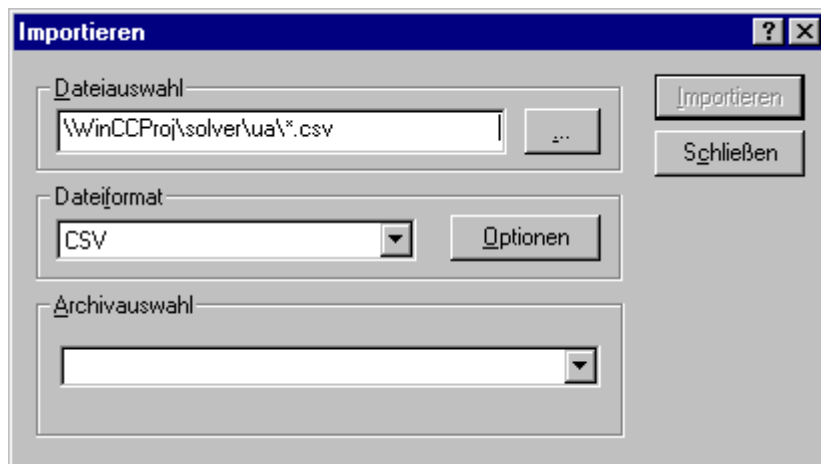 Importieren
Dateiauswahl
\WinCCProj\solver\ua\*.csv
...
Importieren
Schließen
Dateiformat
CSV
Optionen
Archivauswahl